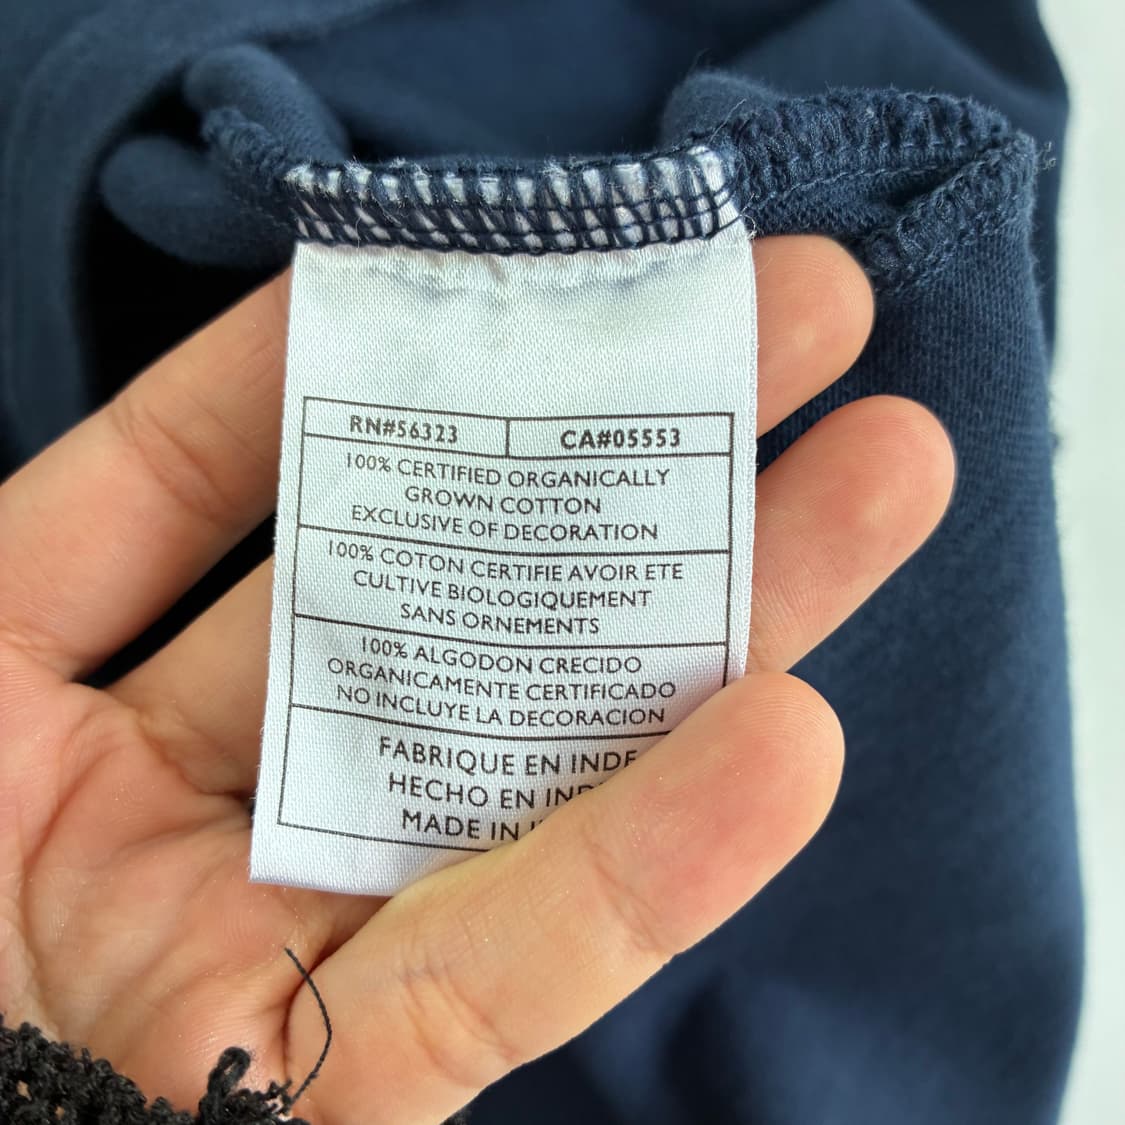 RN#56323 CA#05553
100% CERTIFIED ORGANICALLY
GROWN COTTON
EXCLUSIVE OF DECORATION
100% COTON CERTIFIE AVOIR ETE
CULTIVE BIOLOGIQUEMENT
SANS ORNEMENTS
100% ALGODON CRECIDO
ORGANICAMENTE CERTIFICADO
NO INCLUYE LA DECORACION
FABRIQUE EN INDE
HECHO EN
MADE IN